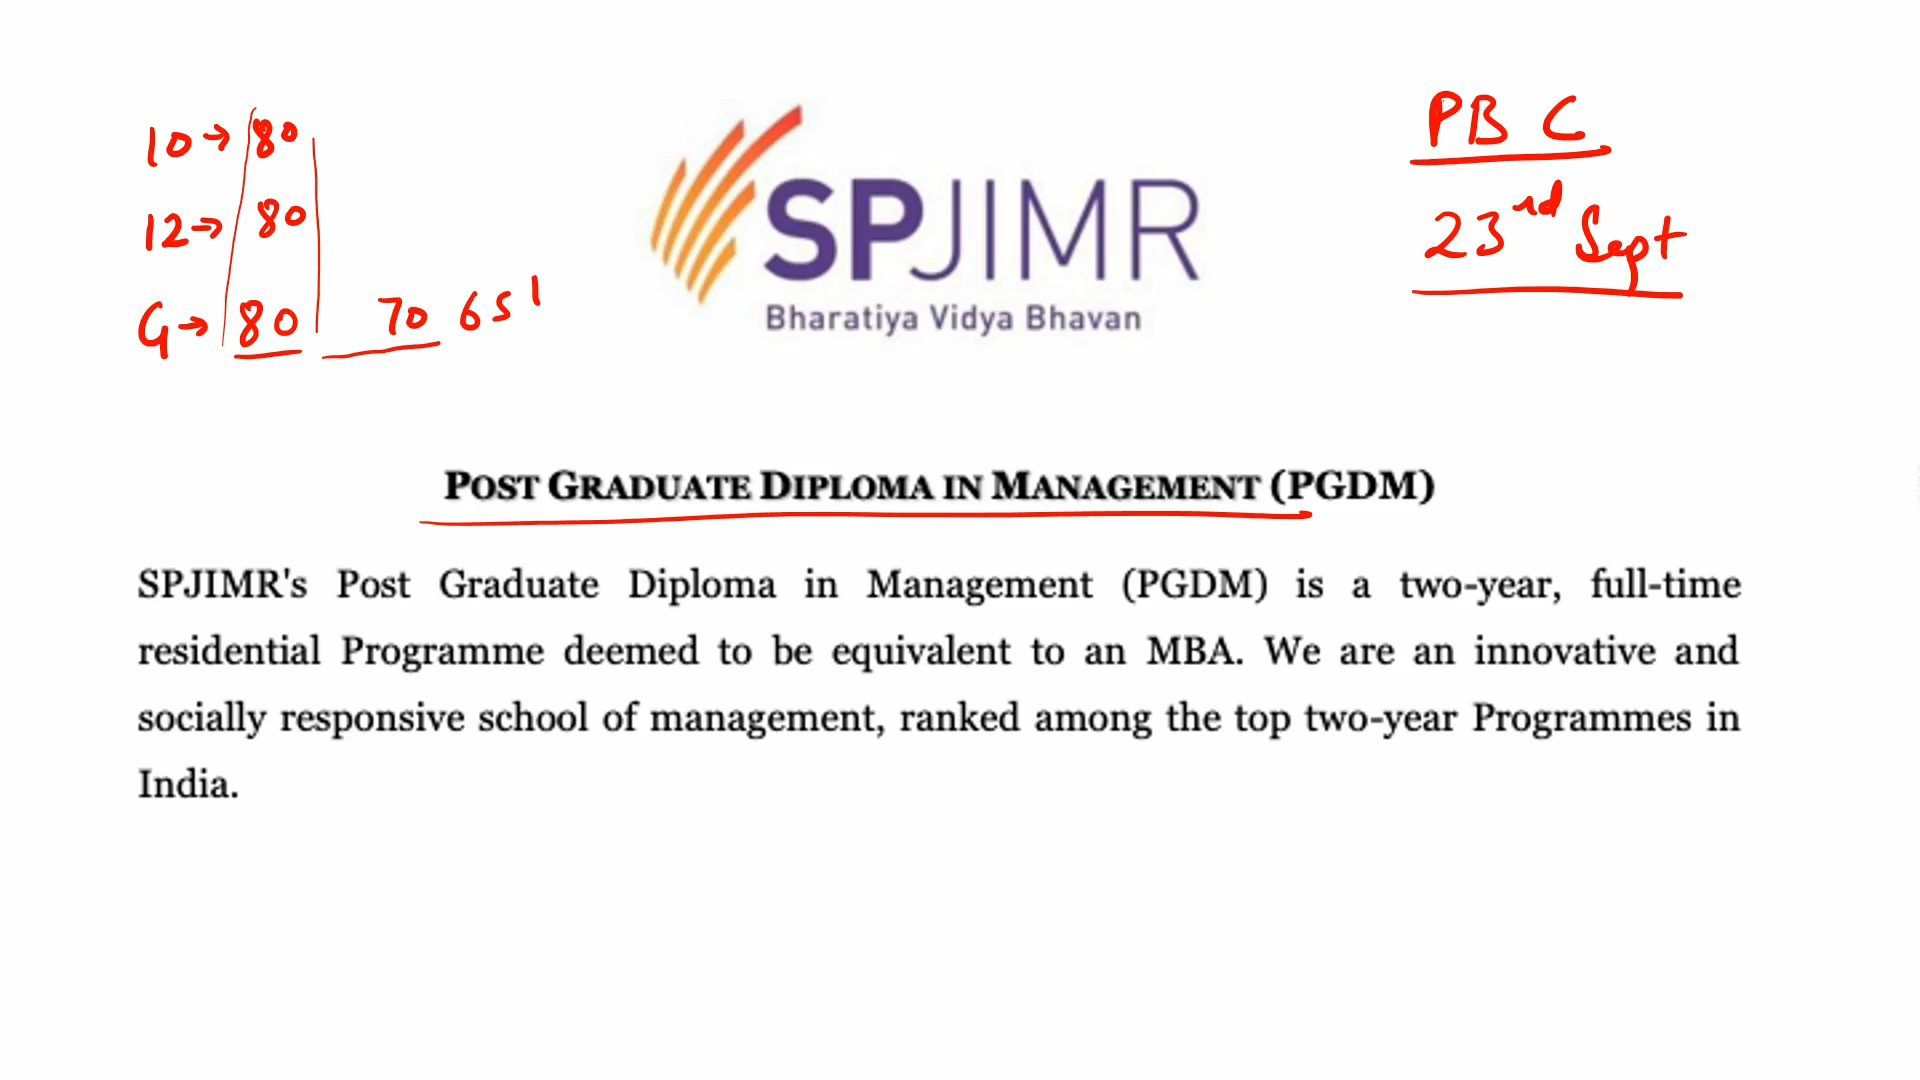 10→80
12→80
G→80 70 65
PBC
23rd Sept
SPJIMR
Bharatiya Vidya Bhavan
POST GRADUATE DIPLOMA IN MANAGEMENT (PGDM)
SPJIMR's Post Graduate Diploma in Management (PGDM) is a two-year, full-time
residential Programme deemed to be equivalent to an MBA. We are an innovative and
socially responsive school of management, ranked among the top two-year Programmes in
India.